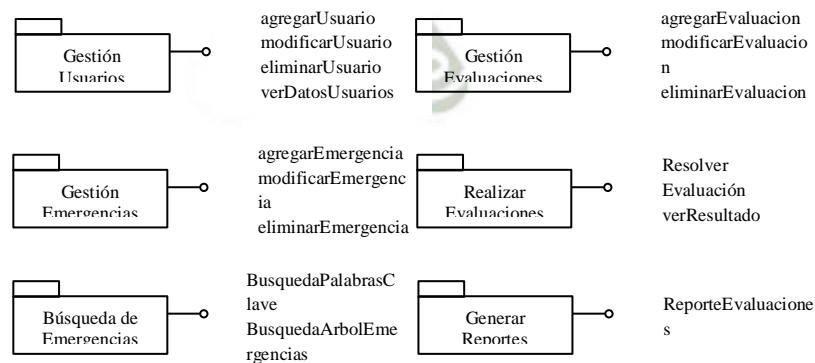 Gestión
Usuarios
agregarUsuario
modificarUsuario
eliminarUsuario
verDatosUsuarios
Gestión
Evaluaciones
agregarEvaluacion
modificarEvaluacio
n
eliminarEvaluacion
Gestión
Emergencias
agregarEmergencia
modificarEmergenc
ia
eliminarEmergencia
Realizar
Evaluaciones
Resolver
Evaluación
verResultado
Búsqueda de
Emergencias
BusquedaPalabrasC
lave
BusquedaArbolEme
rgencias
Generar
Reportes
ReporteEvaluacione
s